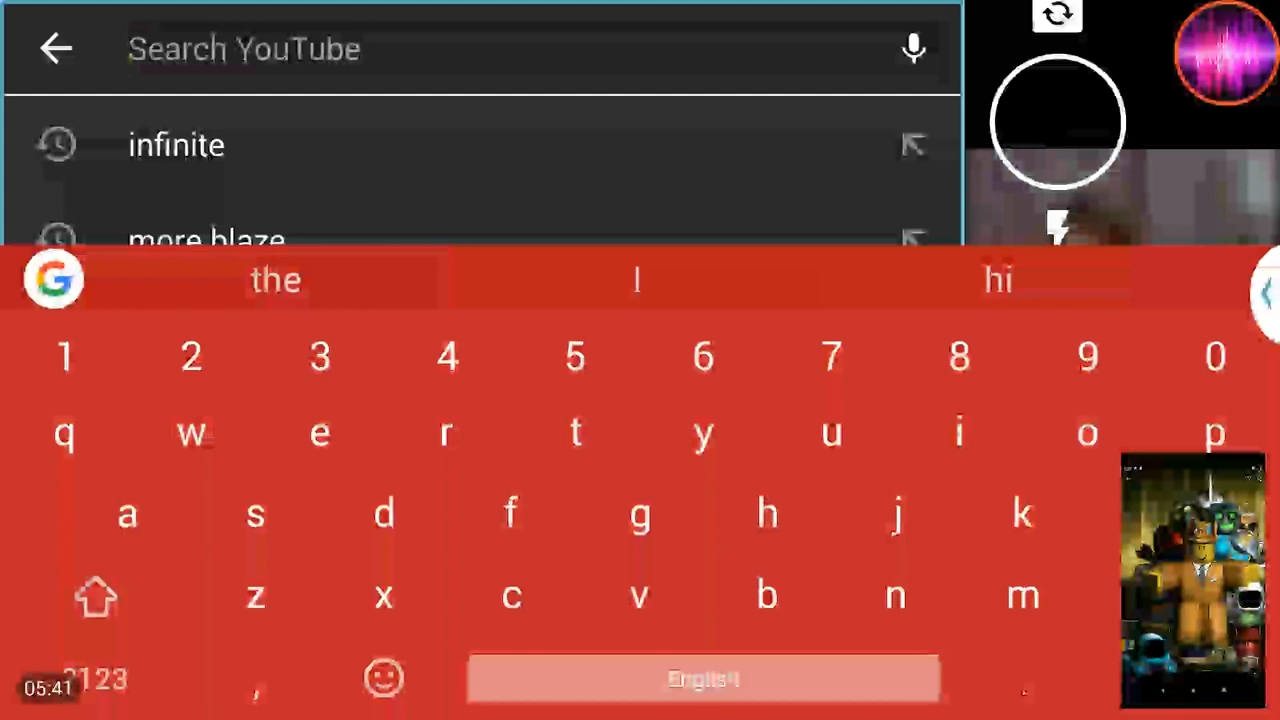 Search YouTube
infinite
more blaze
the I hi
1 2 3 4 5 6 7 8 9 0
q w e r t y u i o p
a s d f g h j k
z x c v b n m
?123 , English .
05:41